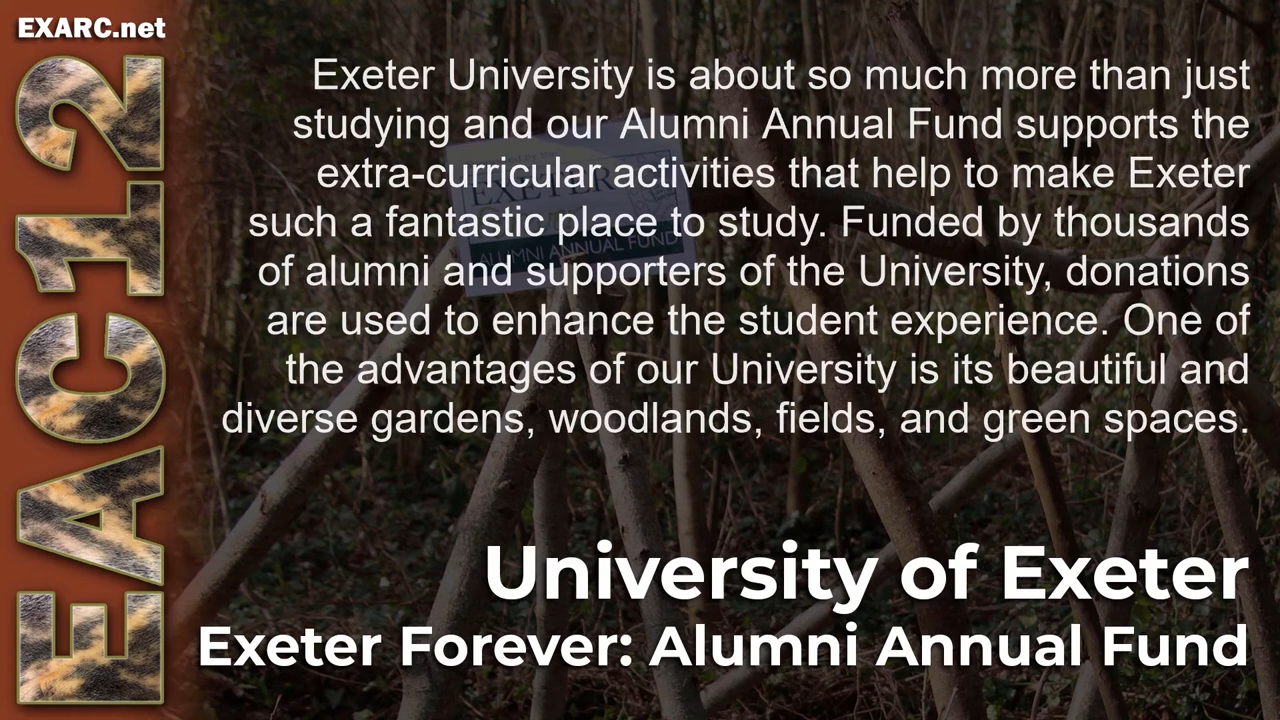 EXARC.net
EAC12
Exeter University is about so much more than just
studying and our Alumni Annual Fund supports the
extra-curricular activities that help to make Exeter
such a fantastic place to study. Funded by thousands
of alumni and supporters of the University, donations
are used to enhance the student experience. One of
the advantages of our University is its beautiful and
diverse gardens, woodlands, fields, and green spaces.
EXETER
ALUMNI ANNUAL FUND
University of Exeter
Exeter Forever: Alumni Annual Fund